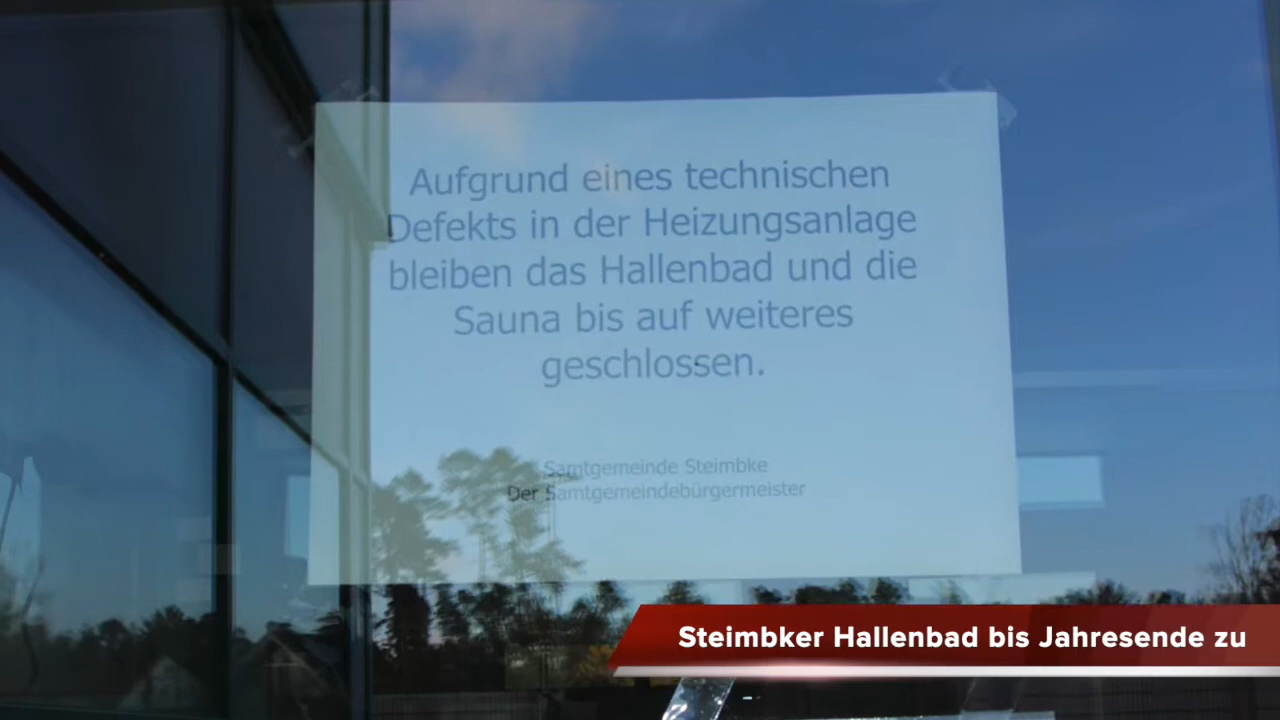 Aufgrund eines technischen
Defekts in der Heizungsanlage
bleiben das Hallenbad und die
Sauna bis auf weiteres
geschlossen.
Samtgemeinde Steimbke
Der Samtgemeindebürgermeister
Steimbker Hallenbad bis Jahresende zu